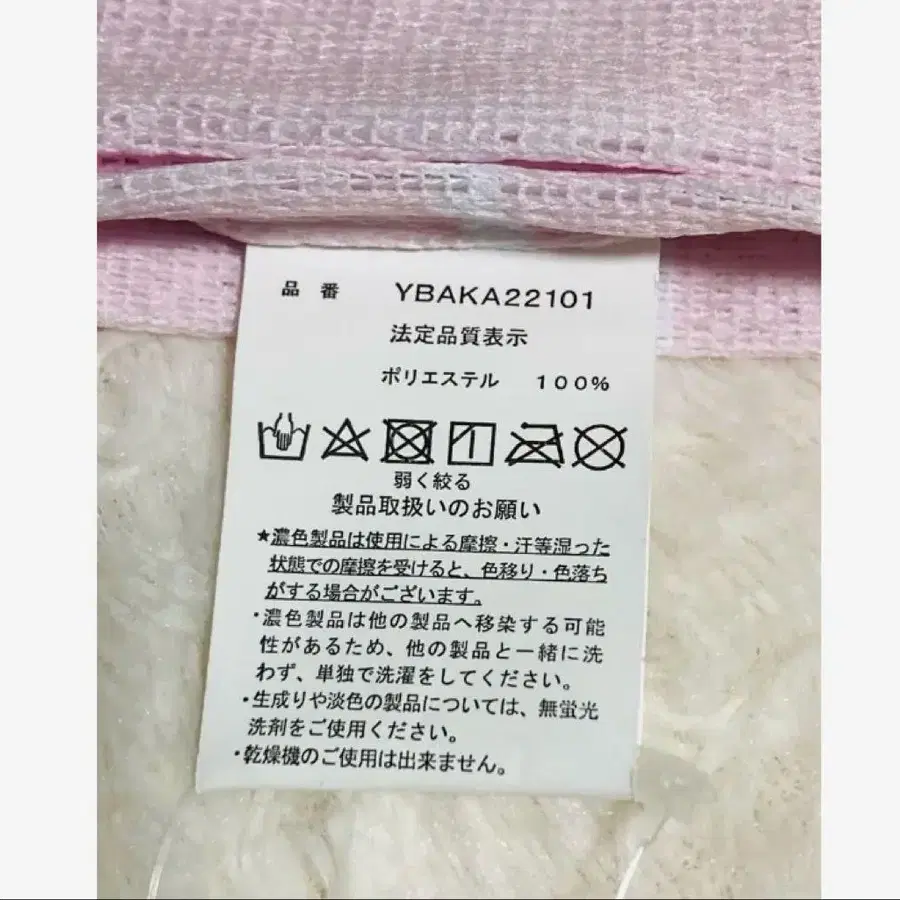 品 番 YBAKA22101
法定品質表示
ポリエステル 100%
弱く絞る
製品取扱いのお願い
★濃色製品は使用による摩擦・汗等湿った
状態での摩擦を受けると、色移り・色落ち
がする場合がございます。
・濃色製品は他の製品へ移染する可能
性があるため、他の製品と一緒に洗
わず、単独で洗濯をしてください。
・生成りや淡色の製品については、無蛍光
洗剤をご使用ください。
・乾燥機のご使用は出来ません。